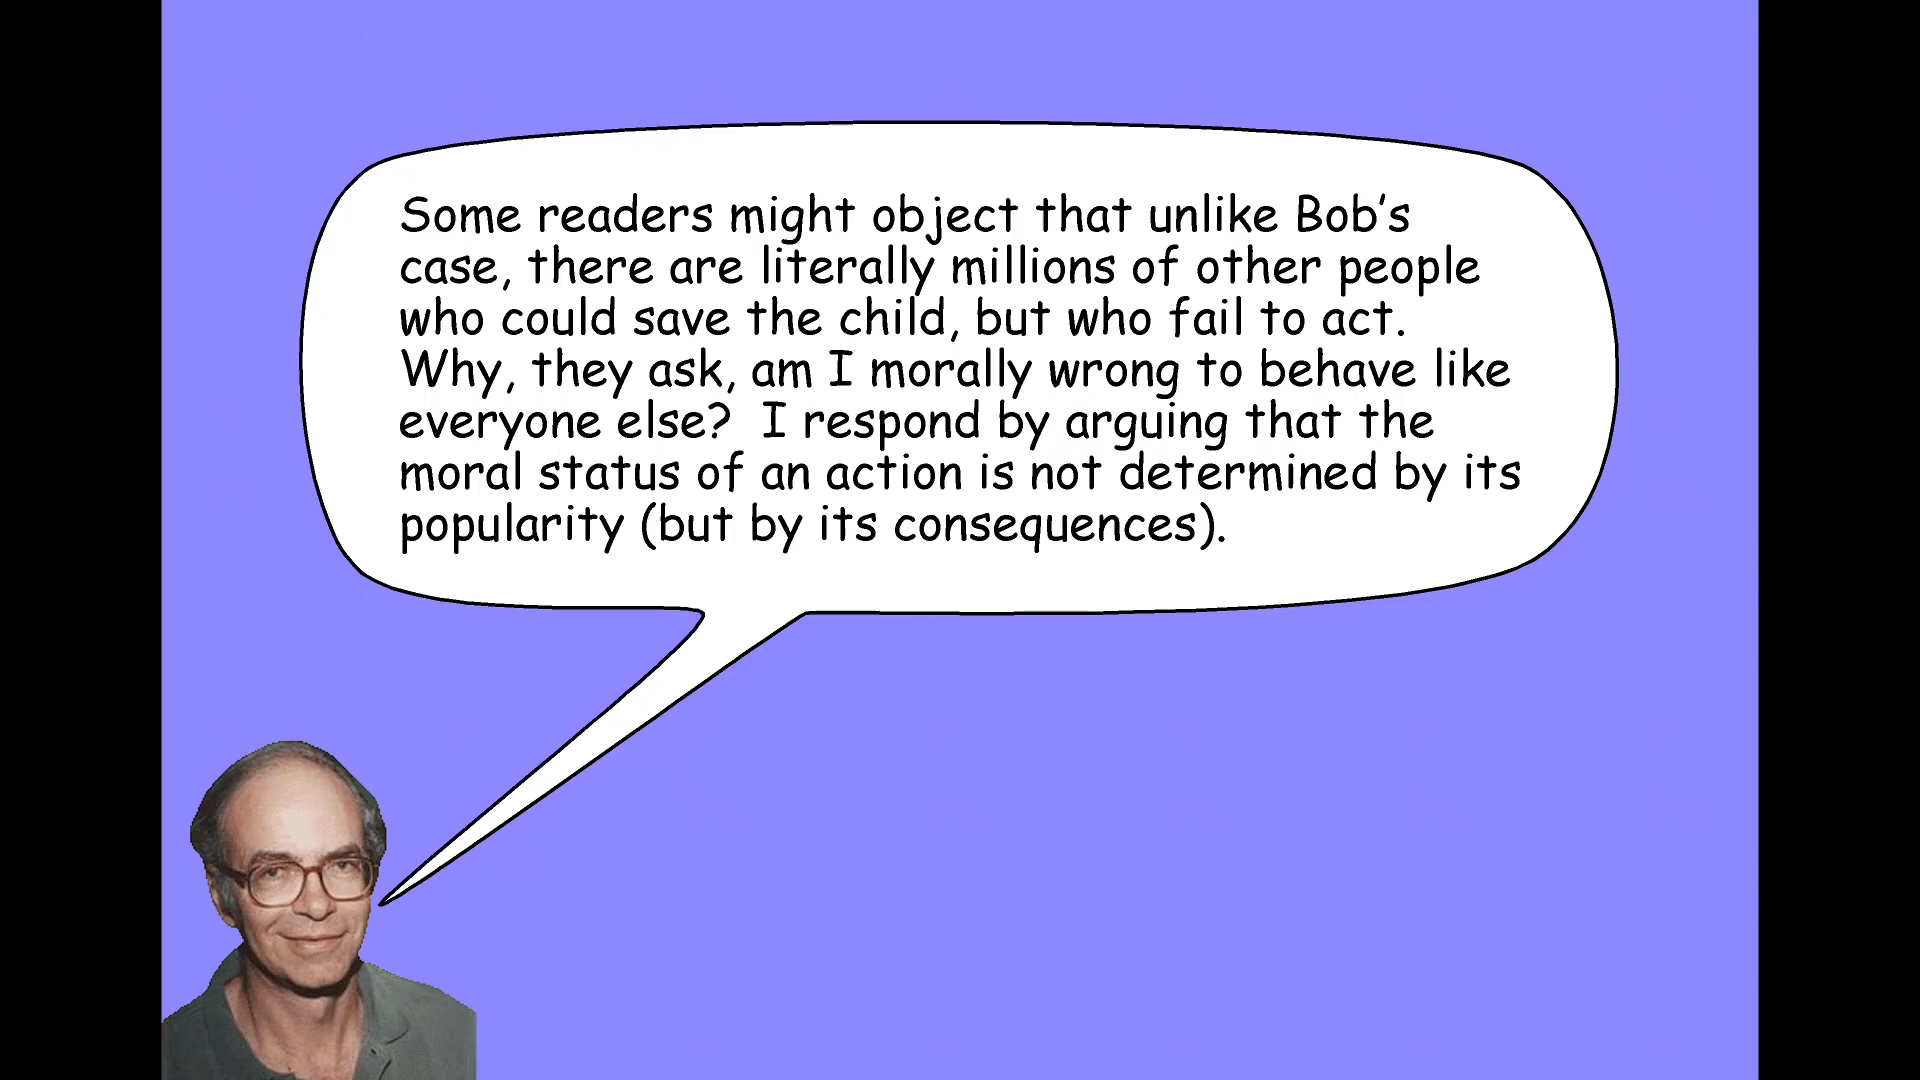 Some readers might object that unlike Bob’s
case, there are literally millions of other people
who could save the child, but who fail to act.
Why, they ask, am I morally wrong to behave like
everyone else?  I respond by arguing that the
moral status of an action is not determined by its
popularity (but by its consequences).